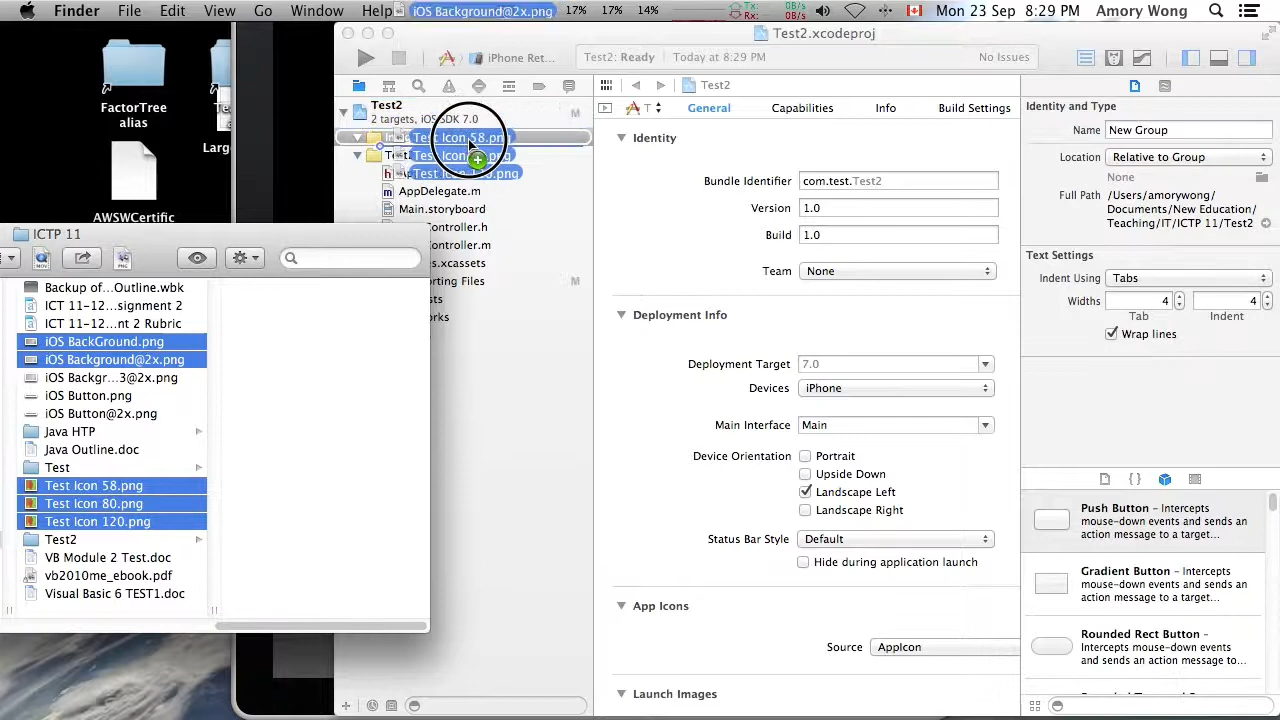 Finder File Edit View Go Window Help iOS Background@2x.png 17% 17% 14% Tx: Rx: 0B/s 0B/s Mon 23 Sep 8:29 PM Amory Wong
Test2.xcodeproj
iPhone Ret...
Test2: Ready
Today at 8:29 PM
No Issues
FactorTree
alias
Large
AWSWCertific
Test2
2 targets, iOS SDK 7.0
M
Test Icon 58.png
AppDelegate.m
Main.storyboard
Controller.h
Controller.m
s.xcassets
orting Files
M
sts
orks
ICTP 11
Backup of...Outline.wbk
ICT 11-12...signment 2
ICT 11-12...nt 2 Rubric
iOS BackGround.png
iOS Background@2x.png
iOS Backgr...3@2x.png
iOS Button.png
iOS Button@2x.png
Java HTP
Java Outline.doc
Test
Test Icon 58.png
Test Icon 80.png
Test Icon 120.png
Test2
VB Module 2 Test.doc
vb2010me_ebook.pdf
Visual Basic 6 TEST1.doc
Test2
T General Capabilities Info Build Settings
Identity
Bundle Identifier com.test.Test2
Version 1.0
Build 1.0
Team None
Deployment Info
Deployment Target 7.0
Devices iPhone
Main Interface Main
Device Orientation Portrait
Upside Down
Landscape Left
Landscape Right
Status Bar Style Default
Hide during application launch
App Icons
Source AppIcon
Launch Images
Identity and Type
Name New Group
Location Relative to Group
None
Full Path /Users/amorywong/
Documents/New Education/
Teaching/IT/ICTP 11/Test2
Text Settings
Indent Using Tabs
Widths 4 4
Tab Indent
Wrap lines
Push Button – Intercepts
mouse-down events and sends an
action message to a target...
Gradient Button – Intercepts
mouse-down events and sends an
action message to a target...
Rounded Rect Button –
Intercepts mouse-down events
and sends an action message to a...